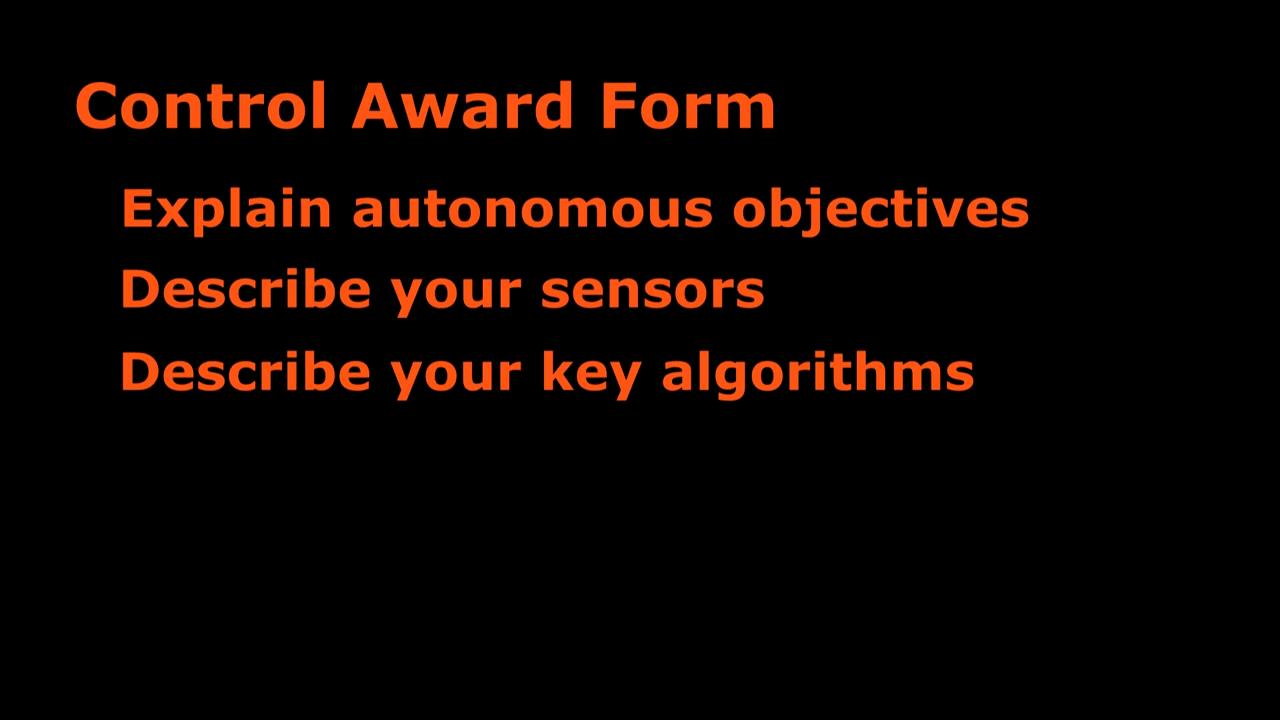 Control Award Form
Explain autonomous objectives
Describe your sensors
Describe your key algorithms